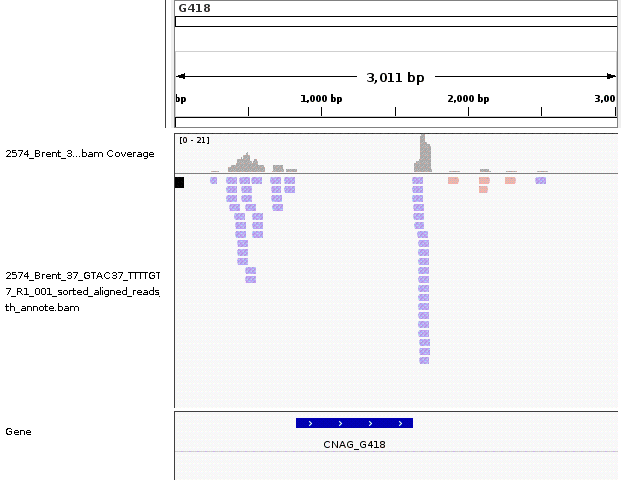 G418
3,011 bp
bp 1,000 bp 2,000 bp 3,00
[0 - 21]
2574_Brent_3...bam Coverage
2574_Brent_37_GTAC37_TTTTGT
7_R1_001_sorted_aligned_reads_
th_annote.bam
Gene
CNAG_G418